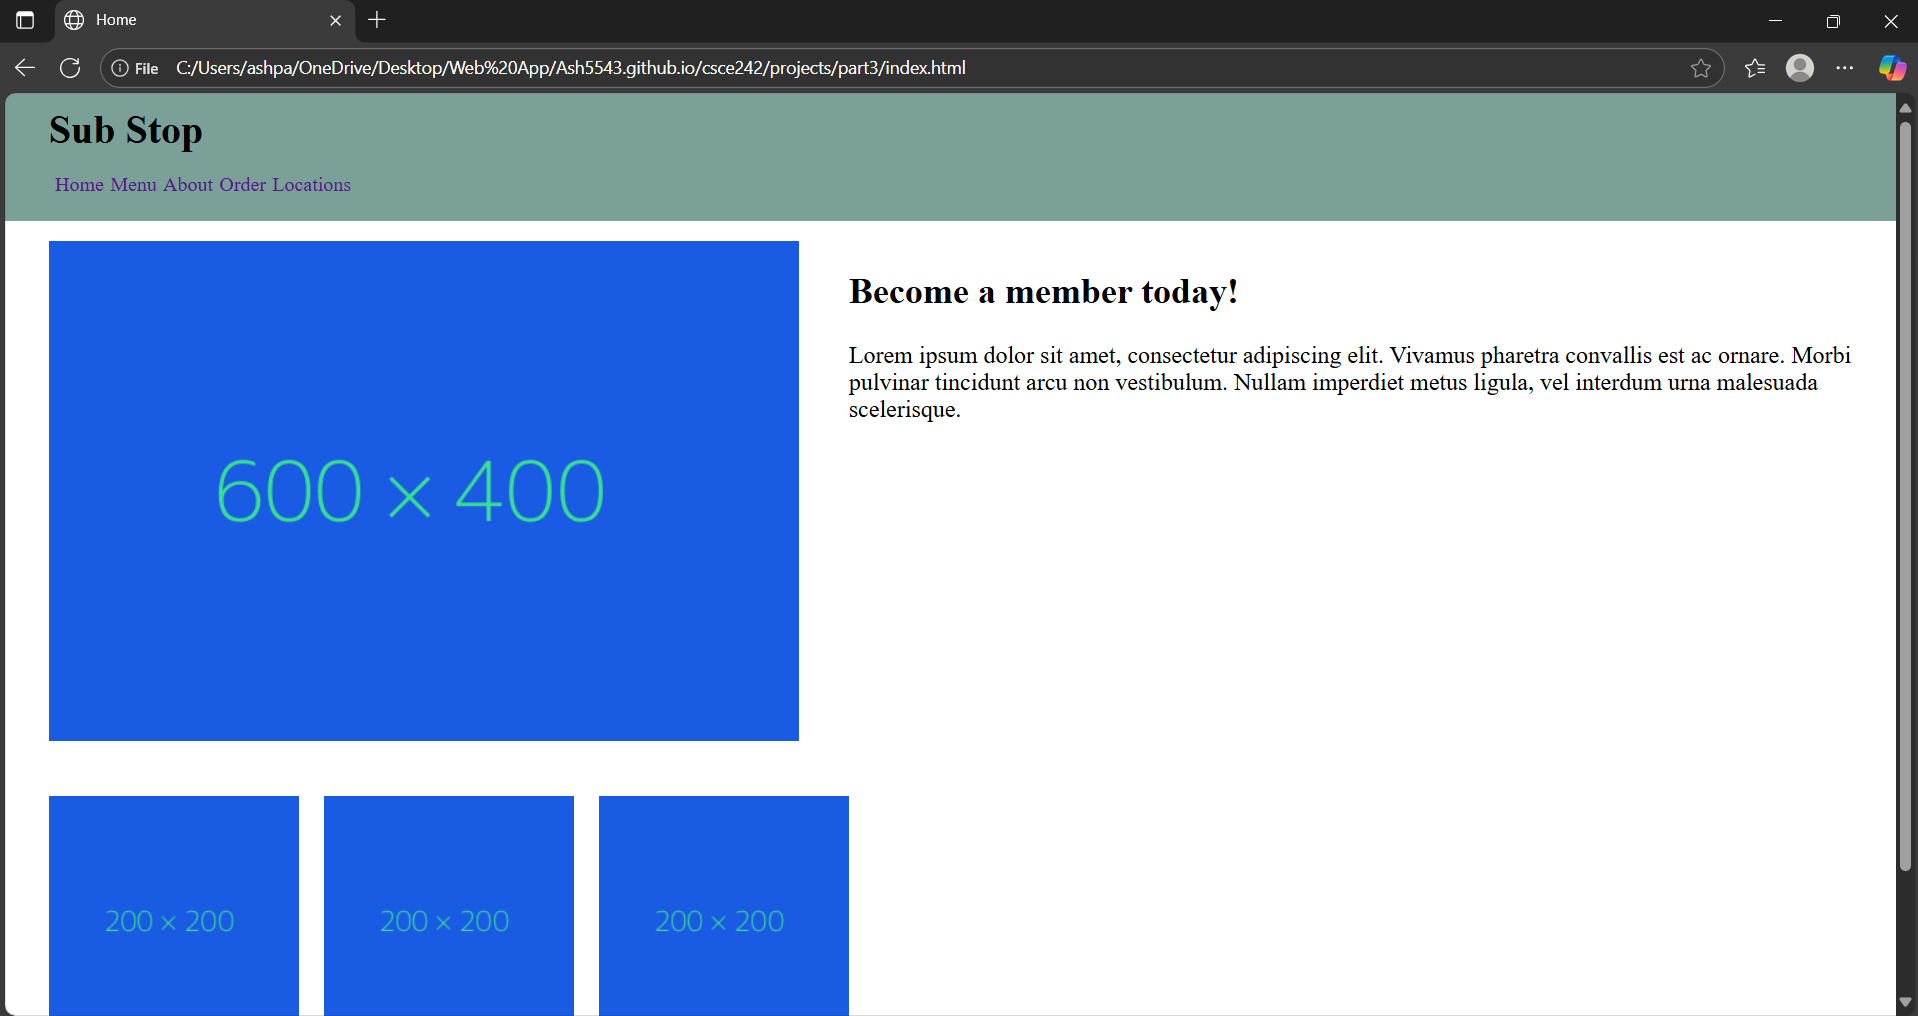 Home
File C:/Users/ashpa/OneDrive/Desktop/Web%20App/Ash5543.github.io/csce242/projects/part3/index.html
Sub Stop
Home Menu About Order Locations
600 × 400
Become a member today!
Lorem ipsum dolor sit amet, consectetur adipiscing elit. Vivamus pharetra convallis est ac ornare. Morbi
pulvinar tincidunt arcu non vestibulum. Nullam imperdiet metus ligula, vel interdum urna malesuada
scelerisque.
200 × 200 200 × 200 200 × 200